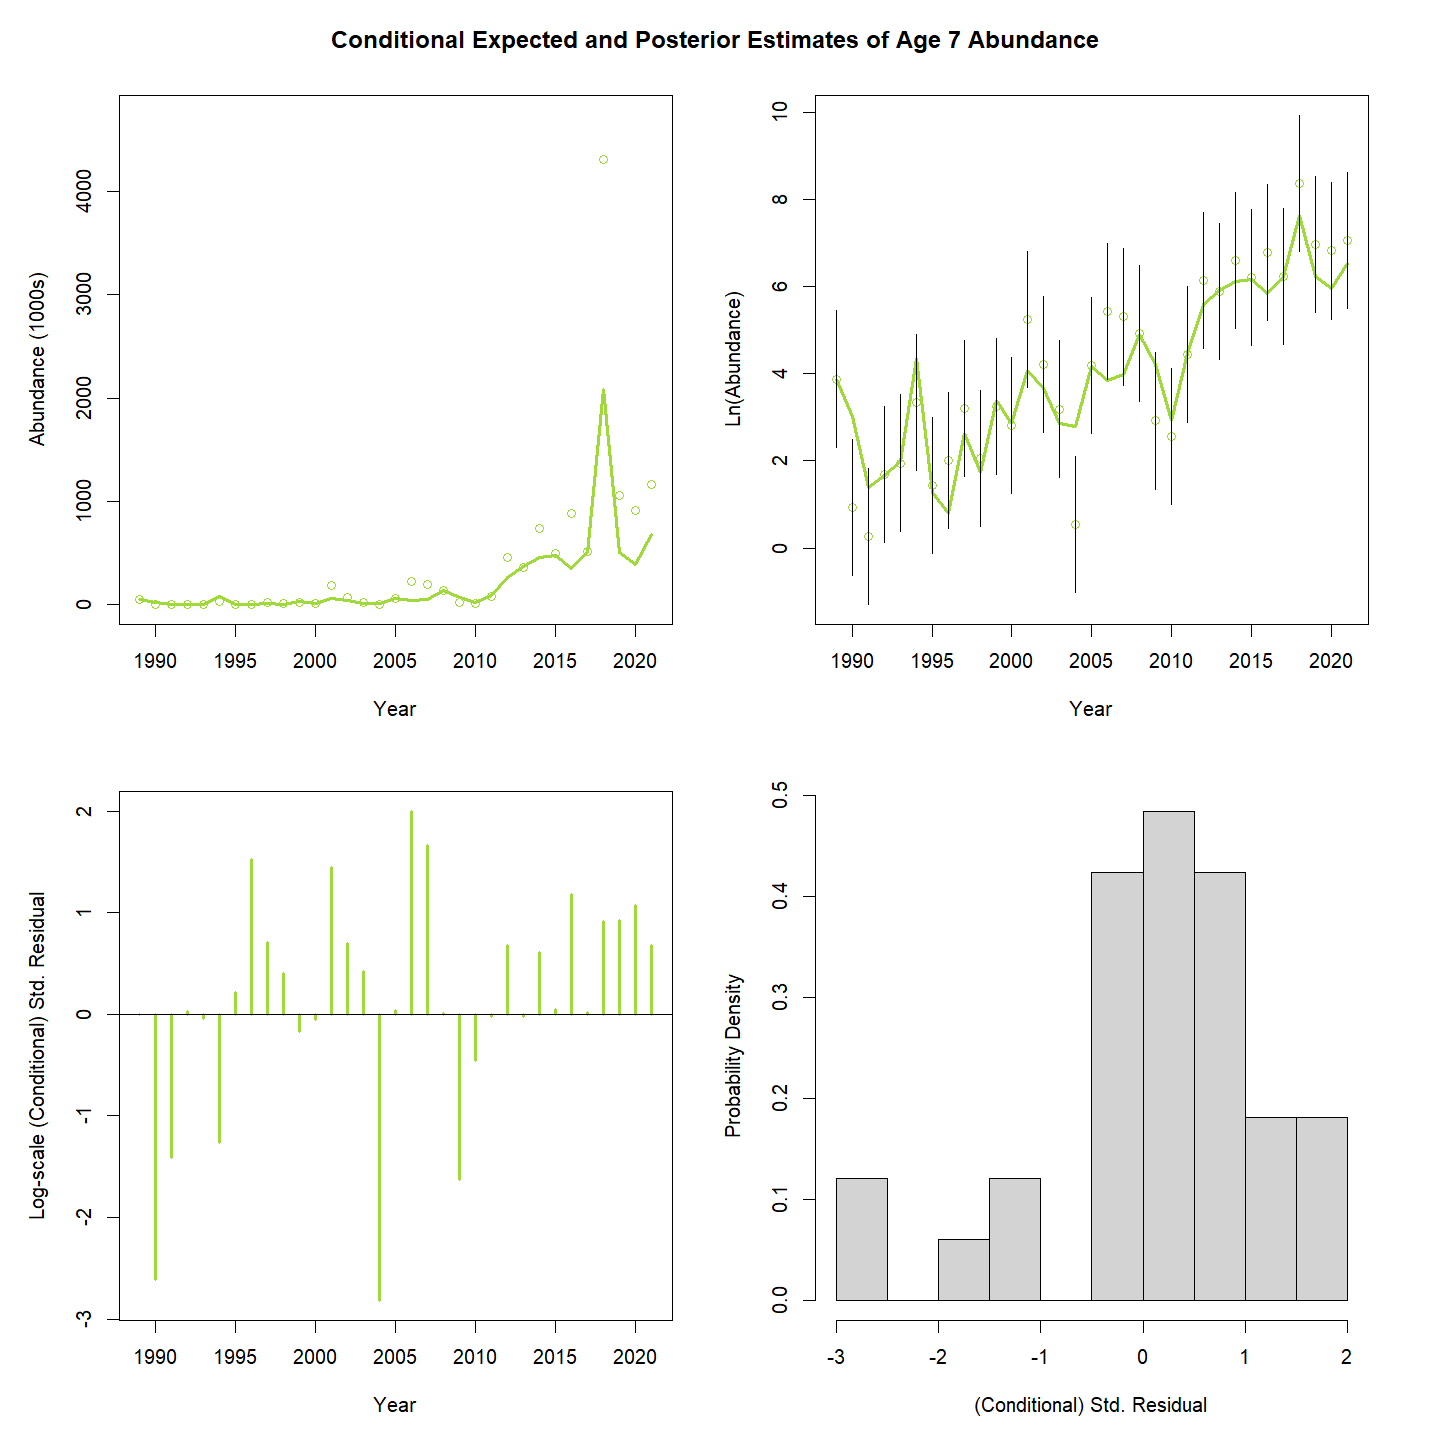 Conditional Expected and Posterior Estimates of Age 7 Abundance
Abundance (1000s)
4000
3000
2000
1000
0
1990 1995 2000 2005 2010 2015 2020
Year
Ln(Abundance)
10
8
6
4
2
0
1990 1995 2000 2005 2010 2015 2020
Year
Log-scale (Conditional) Std. Residual
2
1
0
-1
-2
-3
1990 1995 2000 2005 2010 2015 2020
Year
Probability Density
0.5
0.4
0.3
0.2
0.1
0.0
-3 -2 -1 0 1 2
(Conditional) Std. Residual